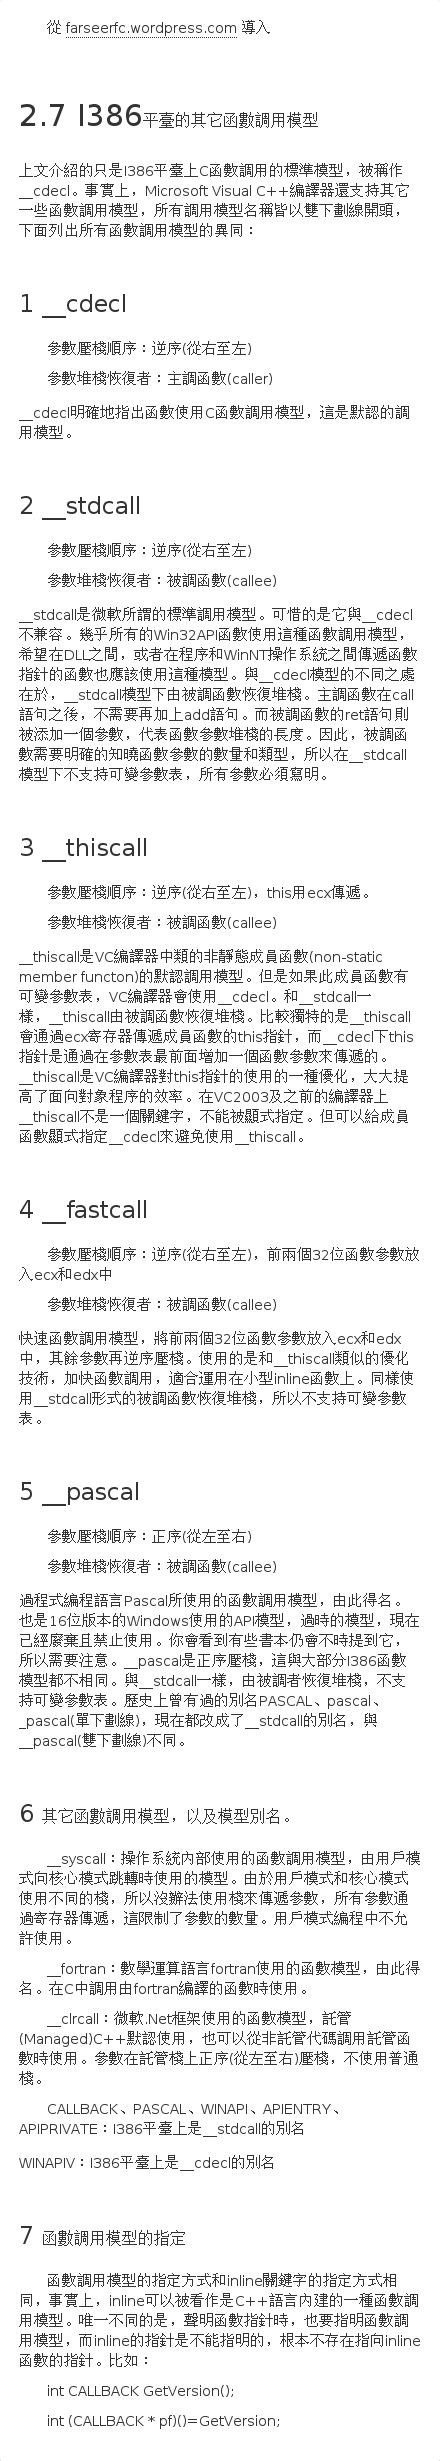 從 farseerfc.wordpress.com 導入
2.7 I386平臺的其它函數調用模型
上文介紹的只是I386平臺上C函數調用的標準模型，被稱作
__cdecl。事實上，Microsoft Visual C++編譯器還支持其它
一些函數調用模型，所有調用模型名稱皆以雙下劃線開頭，
下面列出所有函數調用模型的異同：
1 __cdecl
參數壓棧順序：逆序(從右至左)
參數堆棧恢復者：主調函數(caller)
__cdecl明確地指出函數使用C函數調用模型，這是默認的調
用模型。
2 __stdcall
參數壓棧順序：逆序(從右至左)
參數堆棧恢復者：被調函數(callee)
__stdcall是微軟所謂的標準調用模型。可惜的是它與__cdecl
不兼容。幾乎所有的Win32API函數使用這種函數調用模型，
希望在DLL之間，或者在程序和WinNT操作系統之間傳遞函數
指針的函數也應該使用這種模型。與__cdecl模型的不同之處
在於，__stdcall模型下由被調函數恢復堆棧。主調函數在call
語句之後，不需要再加上add語句。而被調函數的ret語句則
被添加一個參數，代表函數參數堆棧的長度。因此，被調函
數需要明確的知曉函數參數的數量和類型，所以在__stdcall
模型下不支持可變參數表，所有參數必須寫明。
3 __thiscall
參數壓棧順序：逆序(從右至左)，this用ecx傳遞。
參數堆棧恢復者：被調函數(callee)
__thiscall是VC編譯器中類的非靜態成員函數(non-static
member functon)的默認調用模型。但是如果此成員函數有
可變參數表，VC編譯器會使用__cdecl。和__stdcall一
樣，__thiscall由被調函數恢復堆棧。比較獨特的是__thiscall
會通過ecx寄存器傳遞成員函數的this指針，而__cdecl下this
指針是通過在參數表最前面增加一個函數參數來傳遞的。
__thiscall是VC編譯器對this指針的使用的一種優化，大大提
高了面向對象程序的效率。在VC2003及之前的編譯器上
__thiscall不是一個關鍵字，不能被顯式指定。但可以給成員
函數顯式指定__cdecl來避免使用__thiscall。
4 __fastcall
參數壓棧順序：逆序(從右至左)，前兩個32位函數參數放
入ecx和edx中
參數堆棧恢復者：被調函數(callee)
快速函數調用模型，將前兩個32位函數參數放入ecx和edx
中，其餘參數再逆序壓棧。使用的是和__thiscall類似的優化
技術，加快函數調用，適合運用在小型inline函數上。同樣使
用__stdcall形式的被調函數恢復堆棧，所以不支持可變參數
表。
5 __pascal
參數壓棧順序：正序(從左至右)
參數堆棧恢復者：被調函數(callee)
過程式編程語言Pascal所使用的函數調用模型，由此得名。
也是16位版本的Windows使用的API模型，過時的模型，現在
已經廢棄且禁止使用。你會看到有些書本仍會不時提到它，
所以需要注意。__pascal是正序壓棧，這與大部分I386函數
模型都不相同。與__stdcall一樣，由被調者恢復堆棧，不支
持可變參數表。歷史上曾有過的別名PASCAL、pascal、
_pascal(單下劃線)，現在都改成了__stdcall的別名，與
__pascal(雙下劃線)不同。
6 其它函數調用模型，以及模型別名。
__syscall：操作系統內部使用的函數調用模型，由用戶模
式向核心模式跳轉時使用的模型。由於用戶模式和核心模式
使用不同的棧，所以沒辦法使用棧來傳遞參數，所有參數通
過寄存器傳遞，這限制了參數的數量。用戶模式編程中不允
許使用。
__fortran：數學運算語言fortran使用的函數模型，由此得
名。在C中調用由fortran編譯的函數時使用。
__clrcall：微軟.Net框架使用的函數模型，託管
(Managed)C++默認使用，也可以從非託管代碼調用託管函
數時使用。參數在託管棧上正序(從左至右)壓棧，不使用普通
棧。
CALLBACK、PASCAL、WINAPI、APIENTRY、
APIPRIVATE：I386平臺上是__stdcall的別名
WINAPIV：I386平臺上是__cdecl的別名
7 函數調用模型的指定
函數調用模型的指定方式和inline關鍵字的指定方式相
同，事實上，inline可以被看作是C++語言內建的一種函數調
用模型。唯一不同的是，聲明函數指針時，也要指明函數調
用模型，而inline的指針是不能指明的，根本不存在指向inline
函數的指針。比如：
int CALLBACK GetVersion();
int (CALLBACK * pf)()=GetVersion;